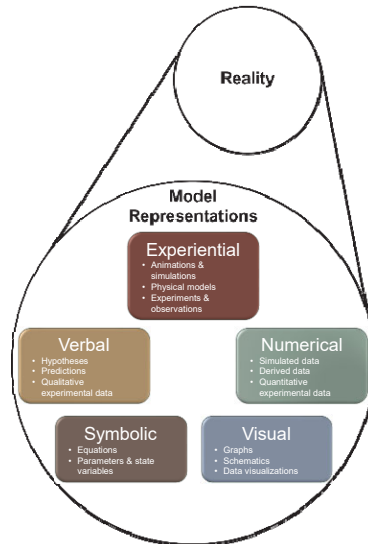 Reality
Model
Representations
Experiential
• Animations &
simulations
• Physical models
• Experiments &
observations
Verbal
• Hypotheses
• Predictions
• Qualitative
experimental data
Numerical
• Simulated data
• Derived data
• Quantitative
experimental data
Symbolic
• Equations
• Parameters & state
variables
Visual
• Graphs
• Schematics
• Data visualizations